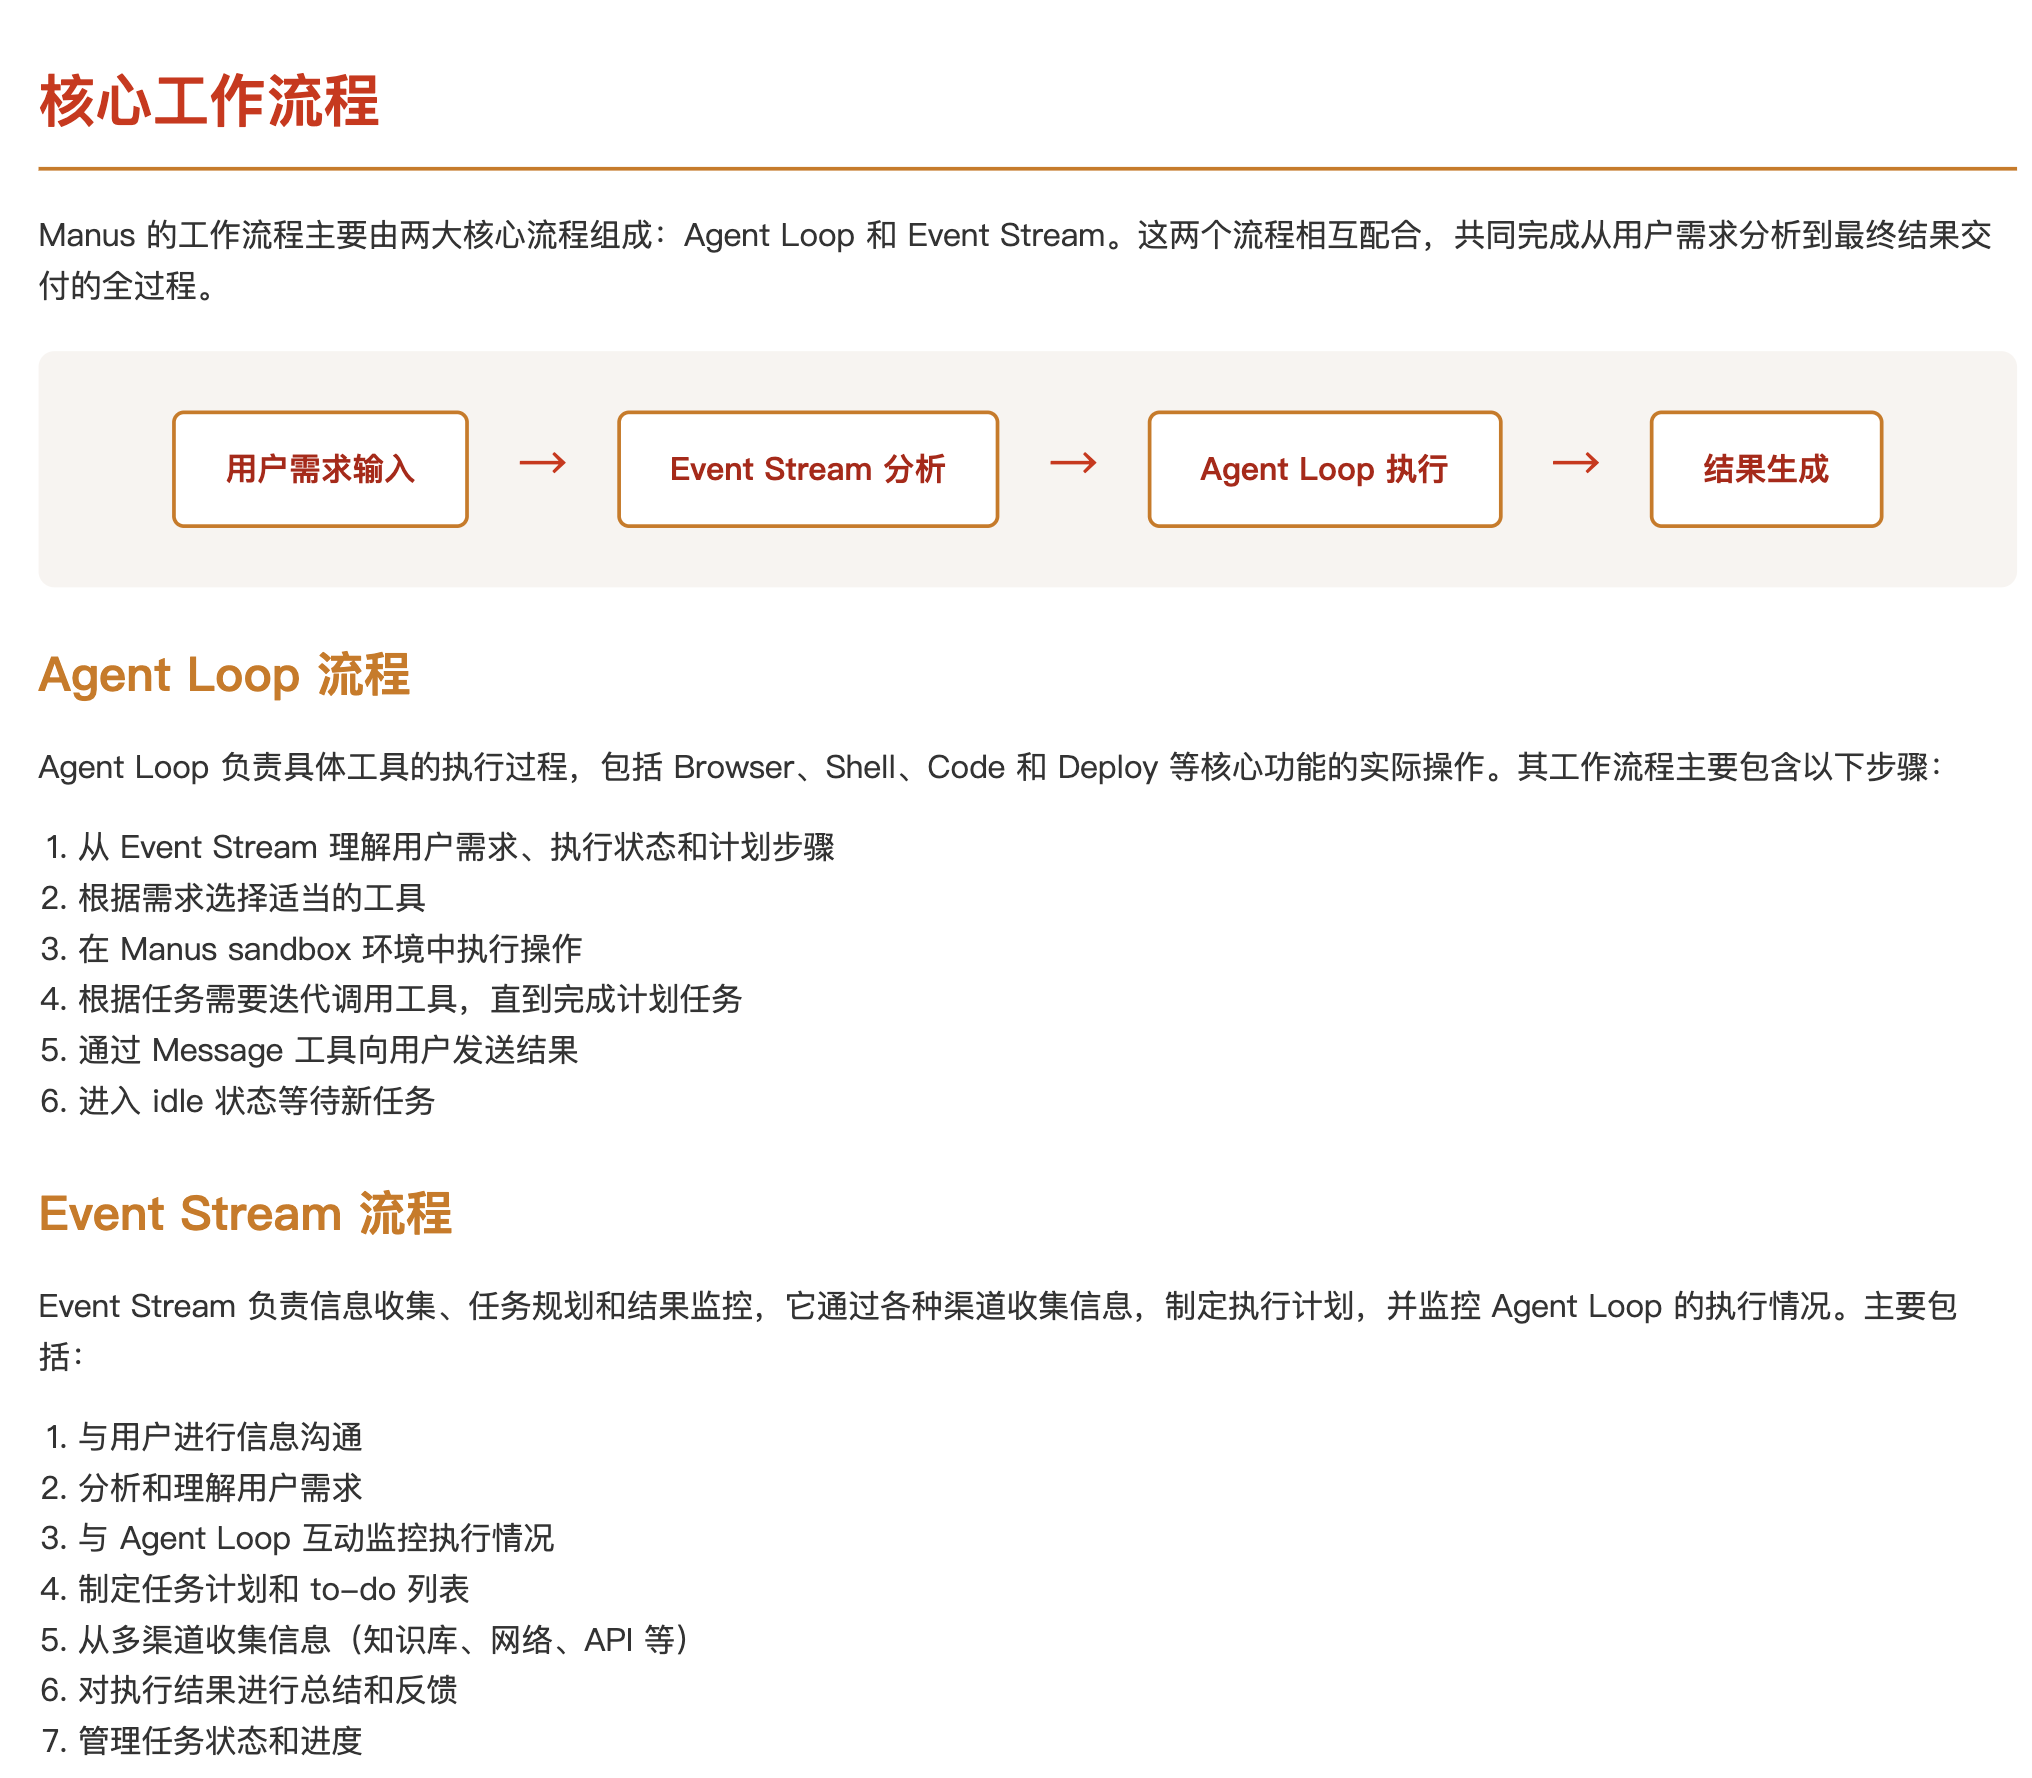 核心工作流程
Manus 的工作流程主要由两大核心流程组成：Agent Loop 和 Event Stream。这两个流程相互配合，共同完成从用户需求分析到最终结果交
付的全过程。
用户需求输入 → Event Stream 分析 → Agent Loop 执行 → 结果生成
Agent Loop 流程
Agent Loop 负责具体工具的执行过程，包括 Browser、Shell、Code 和 Deploy 等核心功能的实际操作。其工作流程主要包含以下步骤：
1. 从 Event Stream 理解用户需求、执行状态和计划步骤
2. 根据需求选择适当的工具
3. 在 Manus sandbox 环境中执行操作
4. 根据任务需要迭代调用工具，直到完成计划任务
5. 通过 Message 工具向用户发送结果
6. 进入 idle 状态等待新任务
Event Stream 流程
Event Stream 负责信息收集、任务规划和结果监控，它通过各种渠道收集信息，制定执行计划，并监控 Agent Loop 的执行情况。主要包
括：
1. 与用户进行信息沟通
2. 分析和理解用户需求
3. 与 Agent Loop 互动监控执行情况
4. 制定任务计划和 to-do 列表
5. 从多渠道收集信息（知识库、网络、API 等）
6. 对执行结果进行总结和反馈
7. 管理任务状态和进度